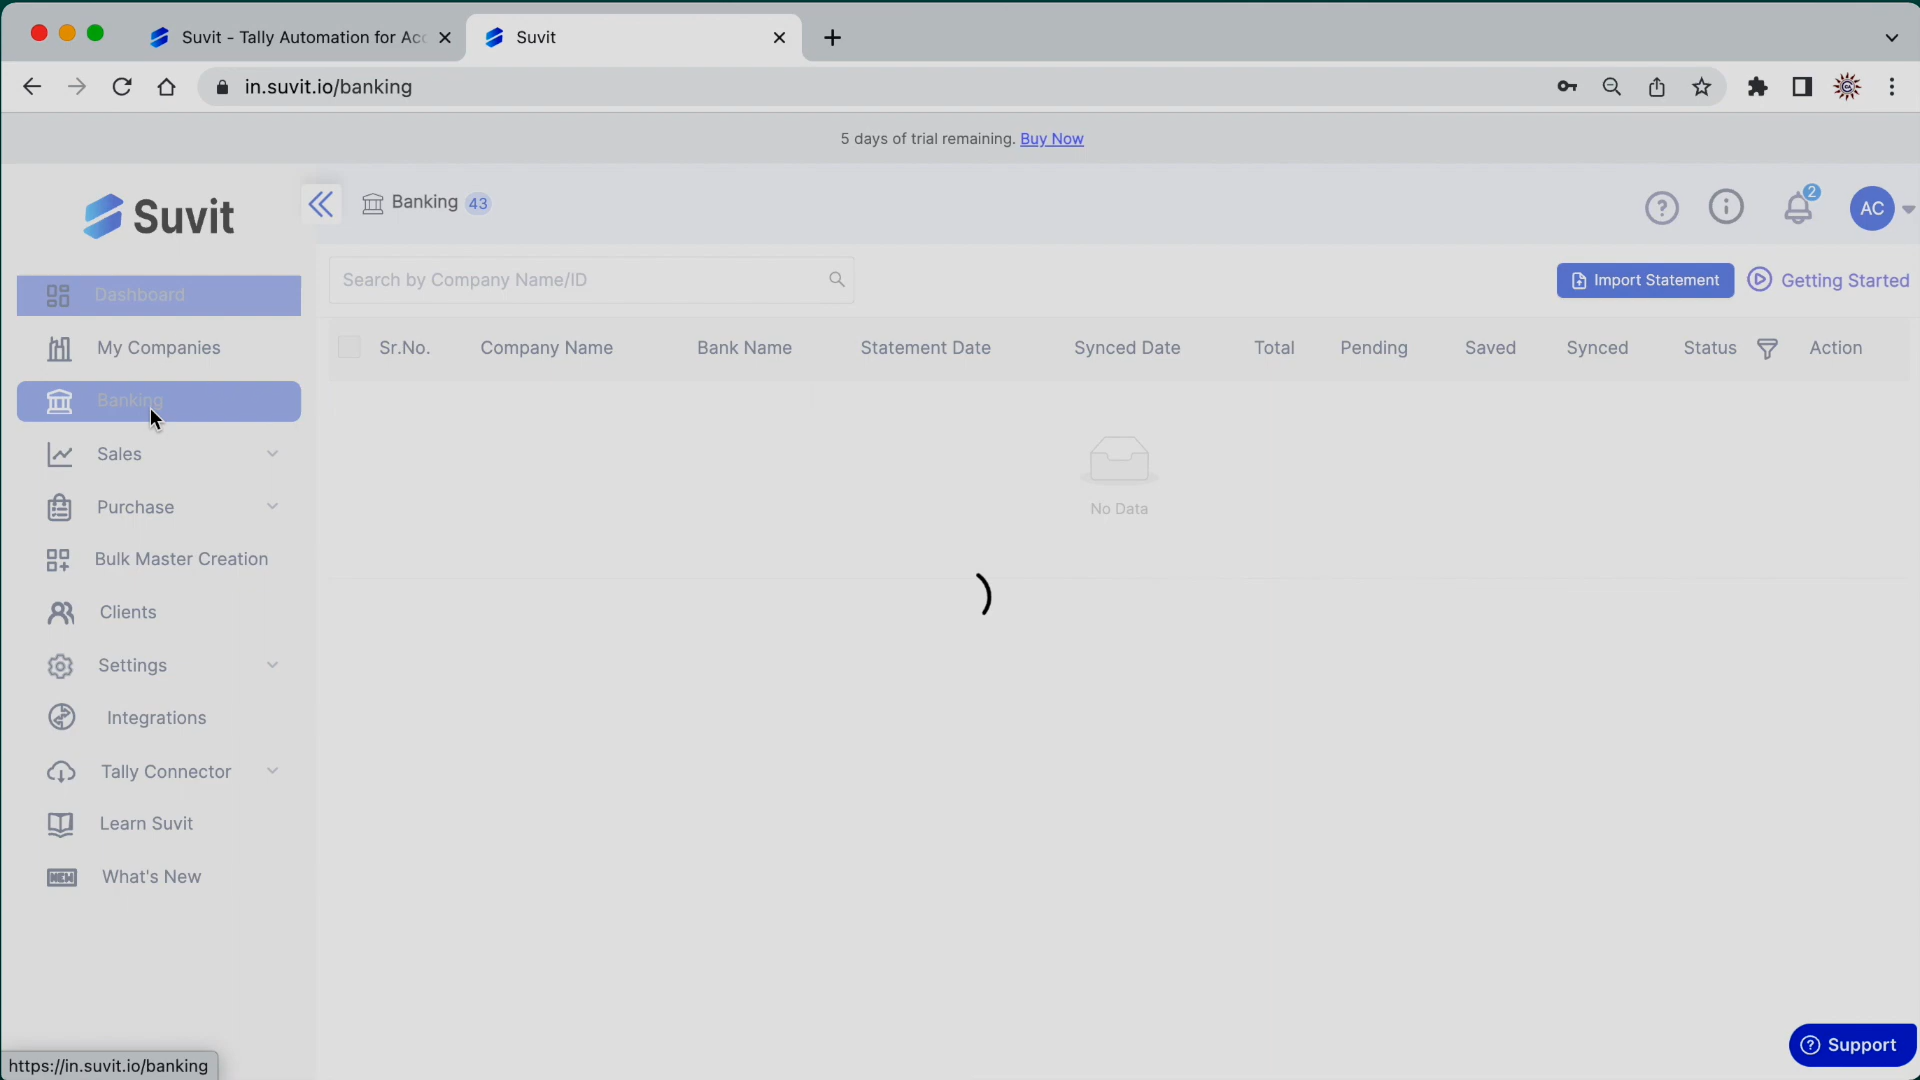 Suvit - Tally Automation for Acc
Suvit
in.suvit.io/banking
5 days of trial remaining. Buy Now
Suvit
Banking 43
2
AC
Search by Company Name/ID
Import Statement
Getting Started
Dashboard
My Companies
Banking
Sales
Purchase
Bulk Master Creation
Clients
Settings
Integrations
Tally Connector
Learn Suvit
NEW What's New
Sr.No. Company Name Bank Name Statement Date Synced Date Total Pending Saved Synced Status Action
No Data
Support
https://in.suvit.io/banking